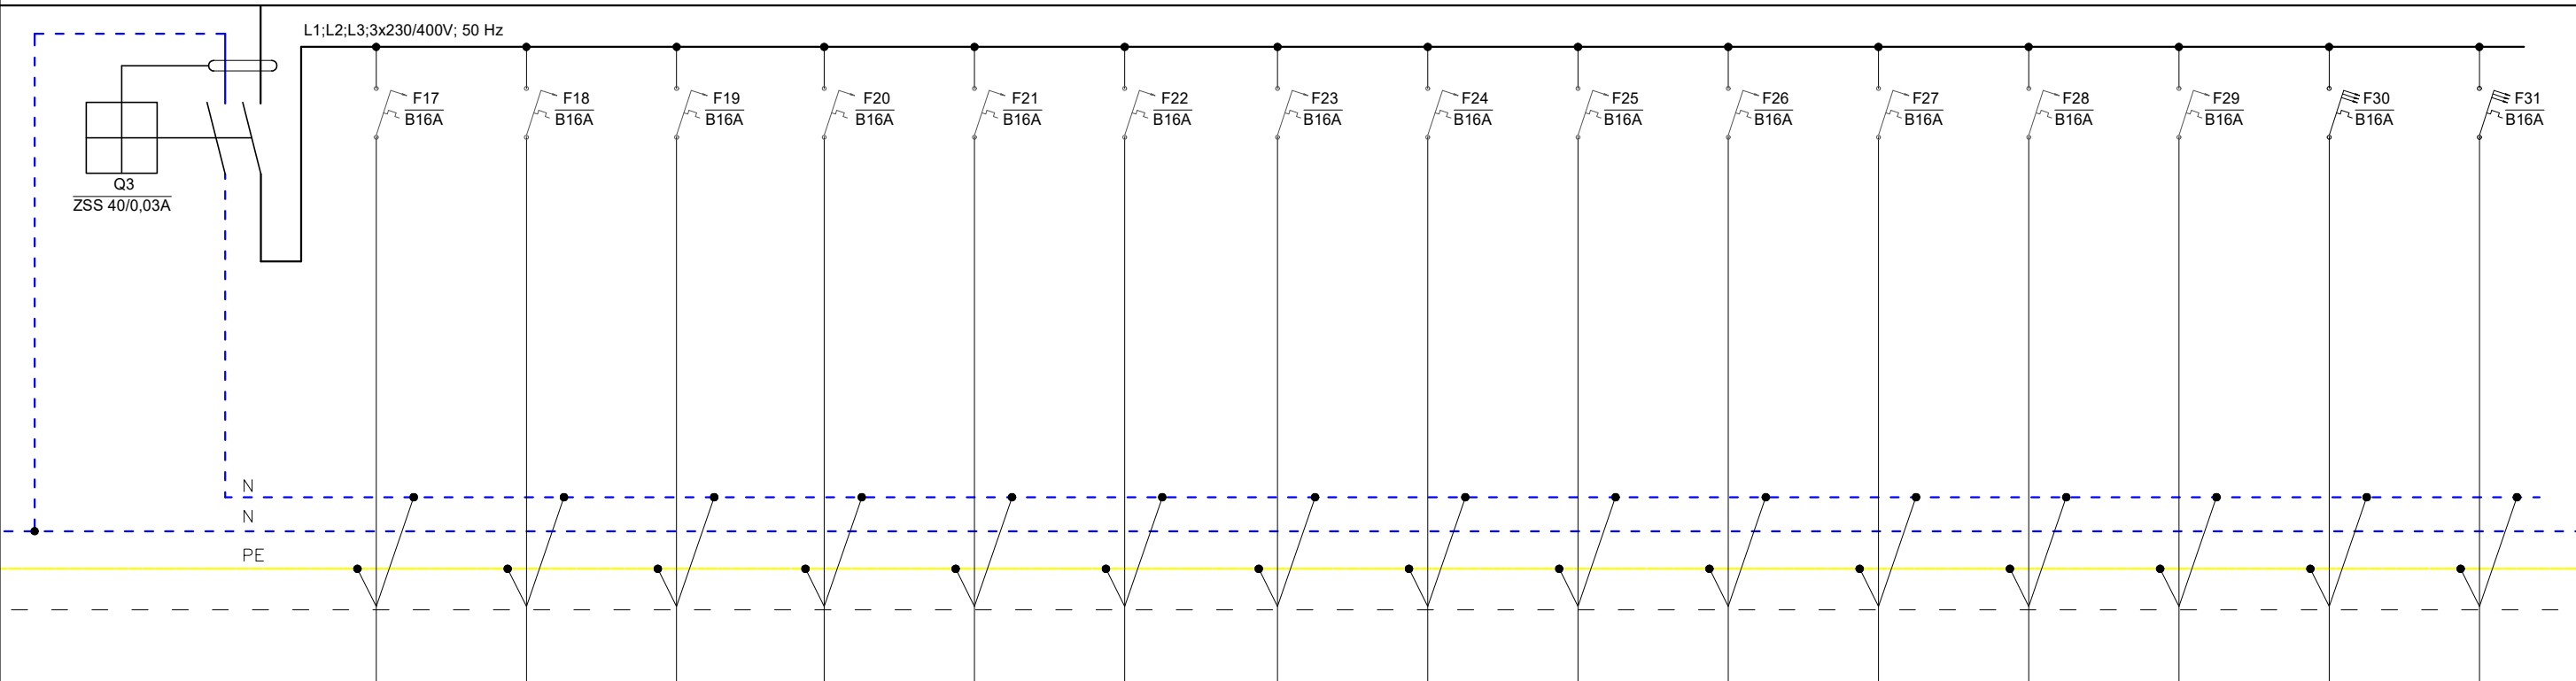 L1;L2;L3;3x230/400V; 50 Hz
F17
B16A
F18
B16A
F19
B16A
F20
B16A
F21
B16A
F22
B16A
F23
B16A
F24
B16A
F25
B16A
F26
B16A
F27
B16A
F28
B16A
F29
B16A
F30
B16A
F31
B16A
Q3
ZSS 40/0,03A
N
N
PE